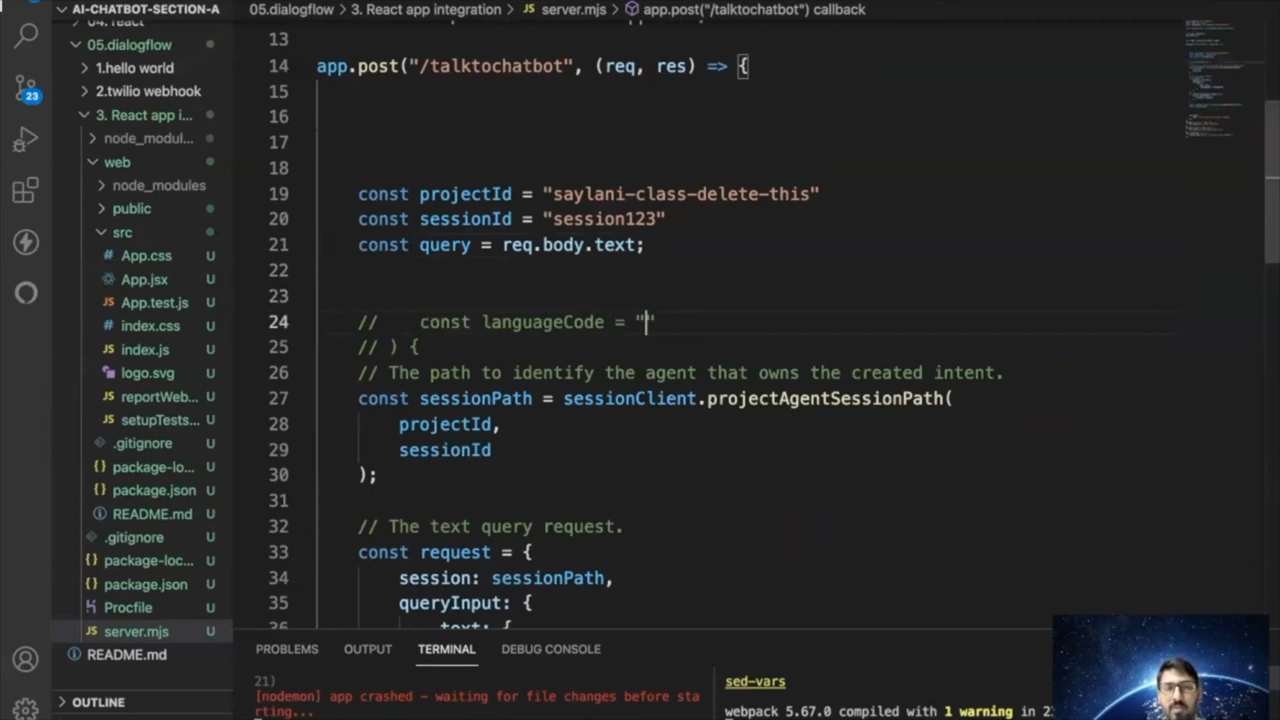 AI-CHATBOT-SECTION-A
05.dialogflow > 3. React app integration > JS server.mjs > app.post("/talktochatbot") callback
05.dialogflow
1.hello world
2.twilio webhook
3. React app i...
node_modul...
web
node_modules
public
src
# App.css U
App.jsx U
JS App.test.js U
# index.css U
JS index.js U
logo.svg U
JS reportWeb... U
JS setupTests... U
.gitignore U
{} package-lo... U
{} package.json U
README.md U
.gitignore U
{} package-loc... U
{} package.json U
Procfile U
JS server.mjs U
README.md
OUTLINE
23
13
14 app.post("/talktochatbot", (req, res) => {
15
16
17
18
19 const projectId = "saylani-class-delete-this"
20 const sessionId = "session123"
21 const query = req.body.text;
22
23
24 // const languageCode = ""
25 // ) {
26 // The path to identify the agent that owns the created intent.
27 const sessionPath = sessionClient.projectAgentSessionPath(
28 projectId,
29 sessionId
30 );
31
32 // The text query request.
33 const request = {
34 session: sessionPath,
35 queryInput: {
36 text: {
PROBLEMS OUTPUT TERMINAL DEBUG CONSOLE
21)
[nodemon] app crashed - waiting for file changes before sta
rting...
sed-vars
webpack 5.67.0 compiled with 1 warning in 2